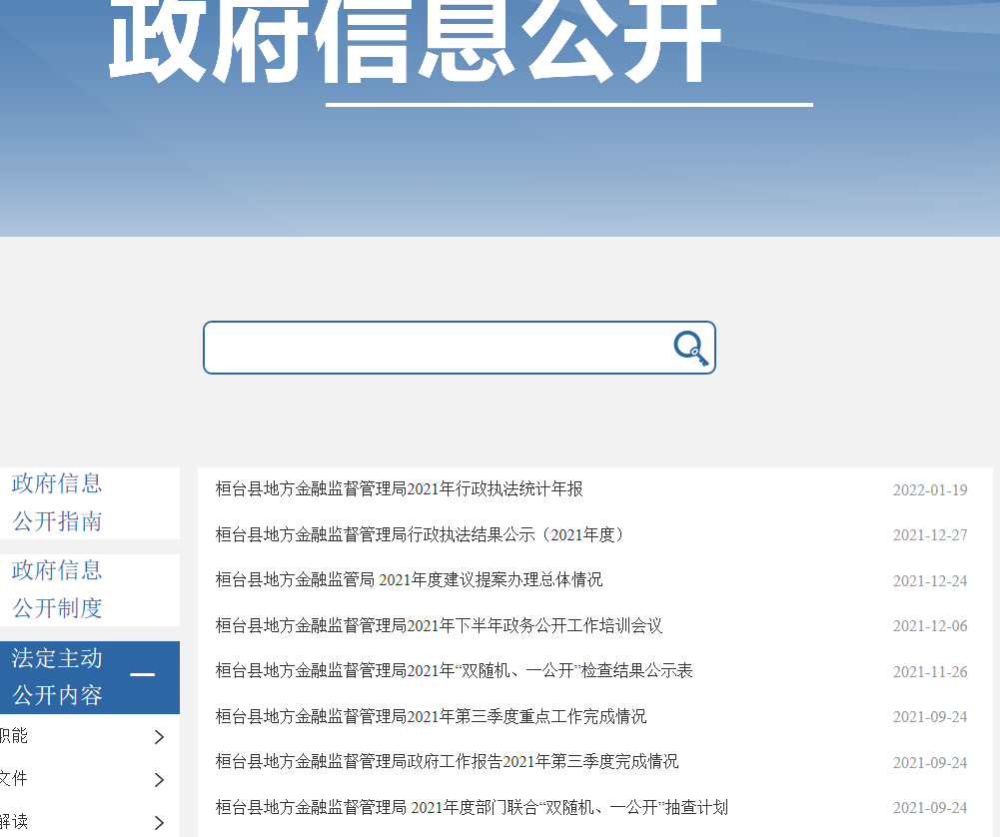 政府信息公开
政府信息
公开指南
政府信息
公开制度
法定主动
公开内容
职能
文件
解读
桓台县地方金融监督管理局2021年行政执法统计年报 2022-01-19
桓台县地方金融监督管理局行政执法结果公示（2021年度） 2021-12-27
桓台县地方金融监管局 2021年度建议提案办理总体情况 2021-12-24
桓台县地方金融监督管理局2021年下半年政务公开工作培训会议 2021-12-06
桓台县地方金融监督管理局2021年“双随机、一公开”检查结果公示表 2021-11-26
桓台县地方金融监督管理局2021年第三季度重点工作完成情况 2021-09-24
桓台县地方金融监督管理局政府工作报告2021年第三季度完成情况 2021-09-24
桓台县地方金融监督管理局 2021年度部门联合“双随机、一公开”抽查计划 2021-09-24